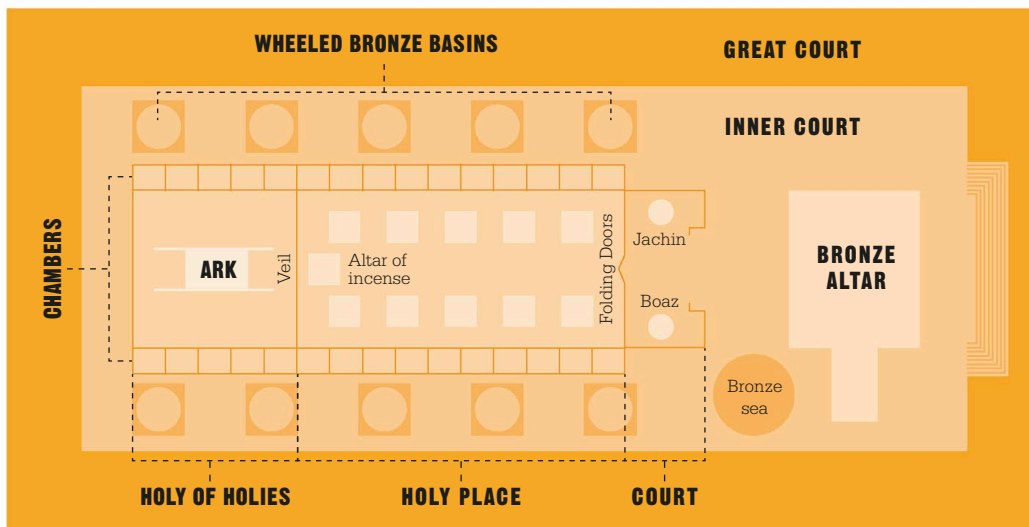 WHEELED BRONZE BASINS
GREAT COURT
INNER COURT
CHAMBERS
ARK
Veil
Altar of
incense
Folding Doors
Jachin
Boaz
BRONZE
ALTAR
Bronze
sea
HOLY OF HOLIES
HOLY PLACE
COURT